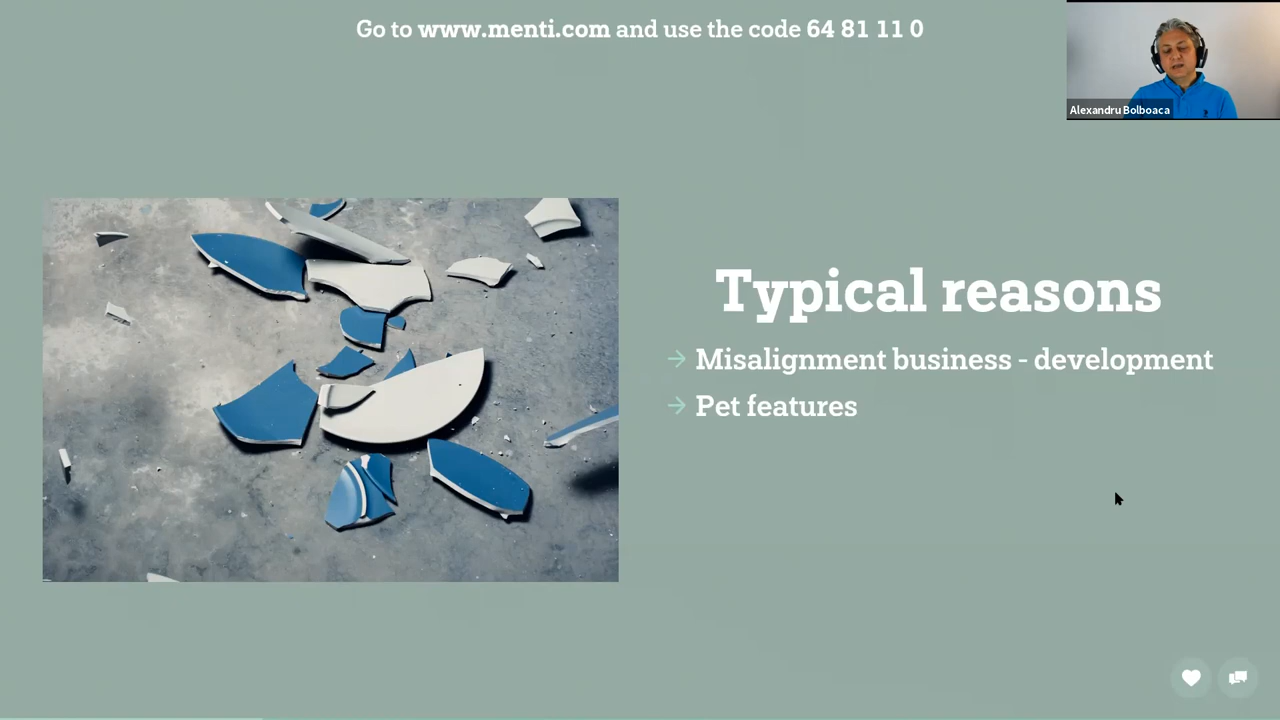 Go to www.menti.com and use the code 64 81 11 0
Alexandru Bolboaca
Typical reasons
→ Misalignment business - development
→ Pet features